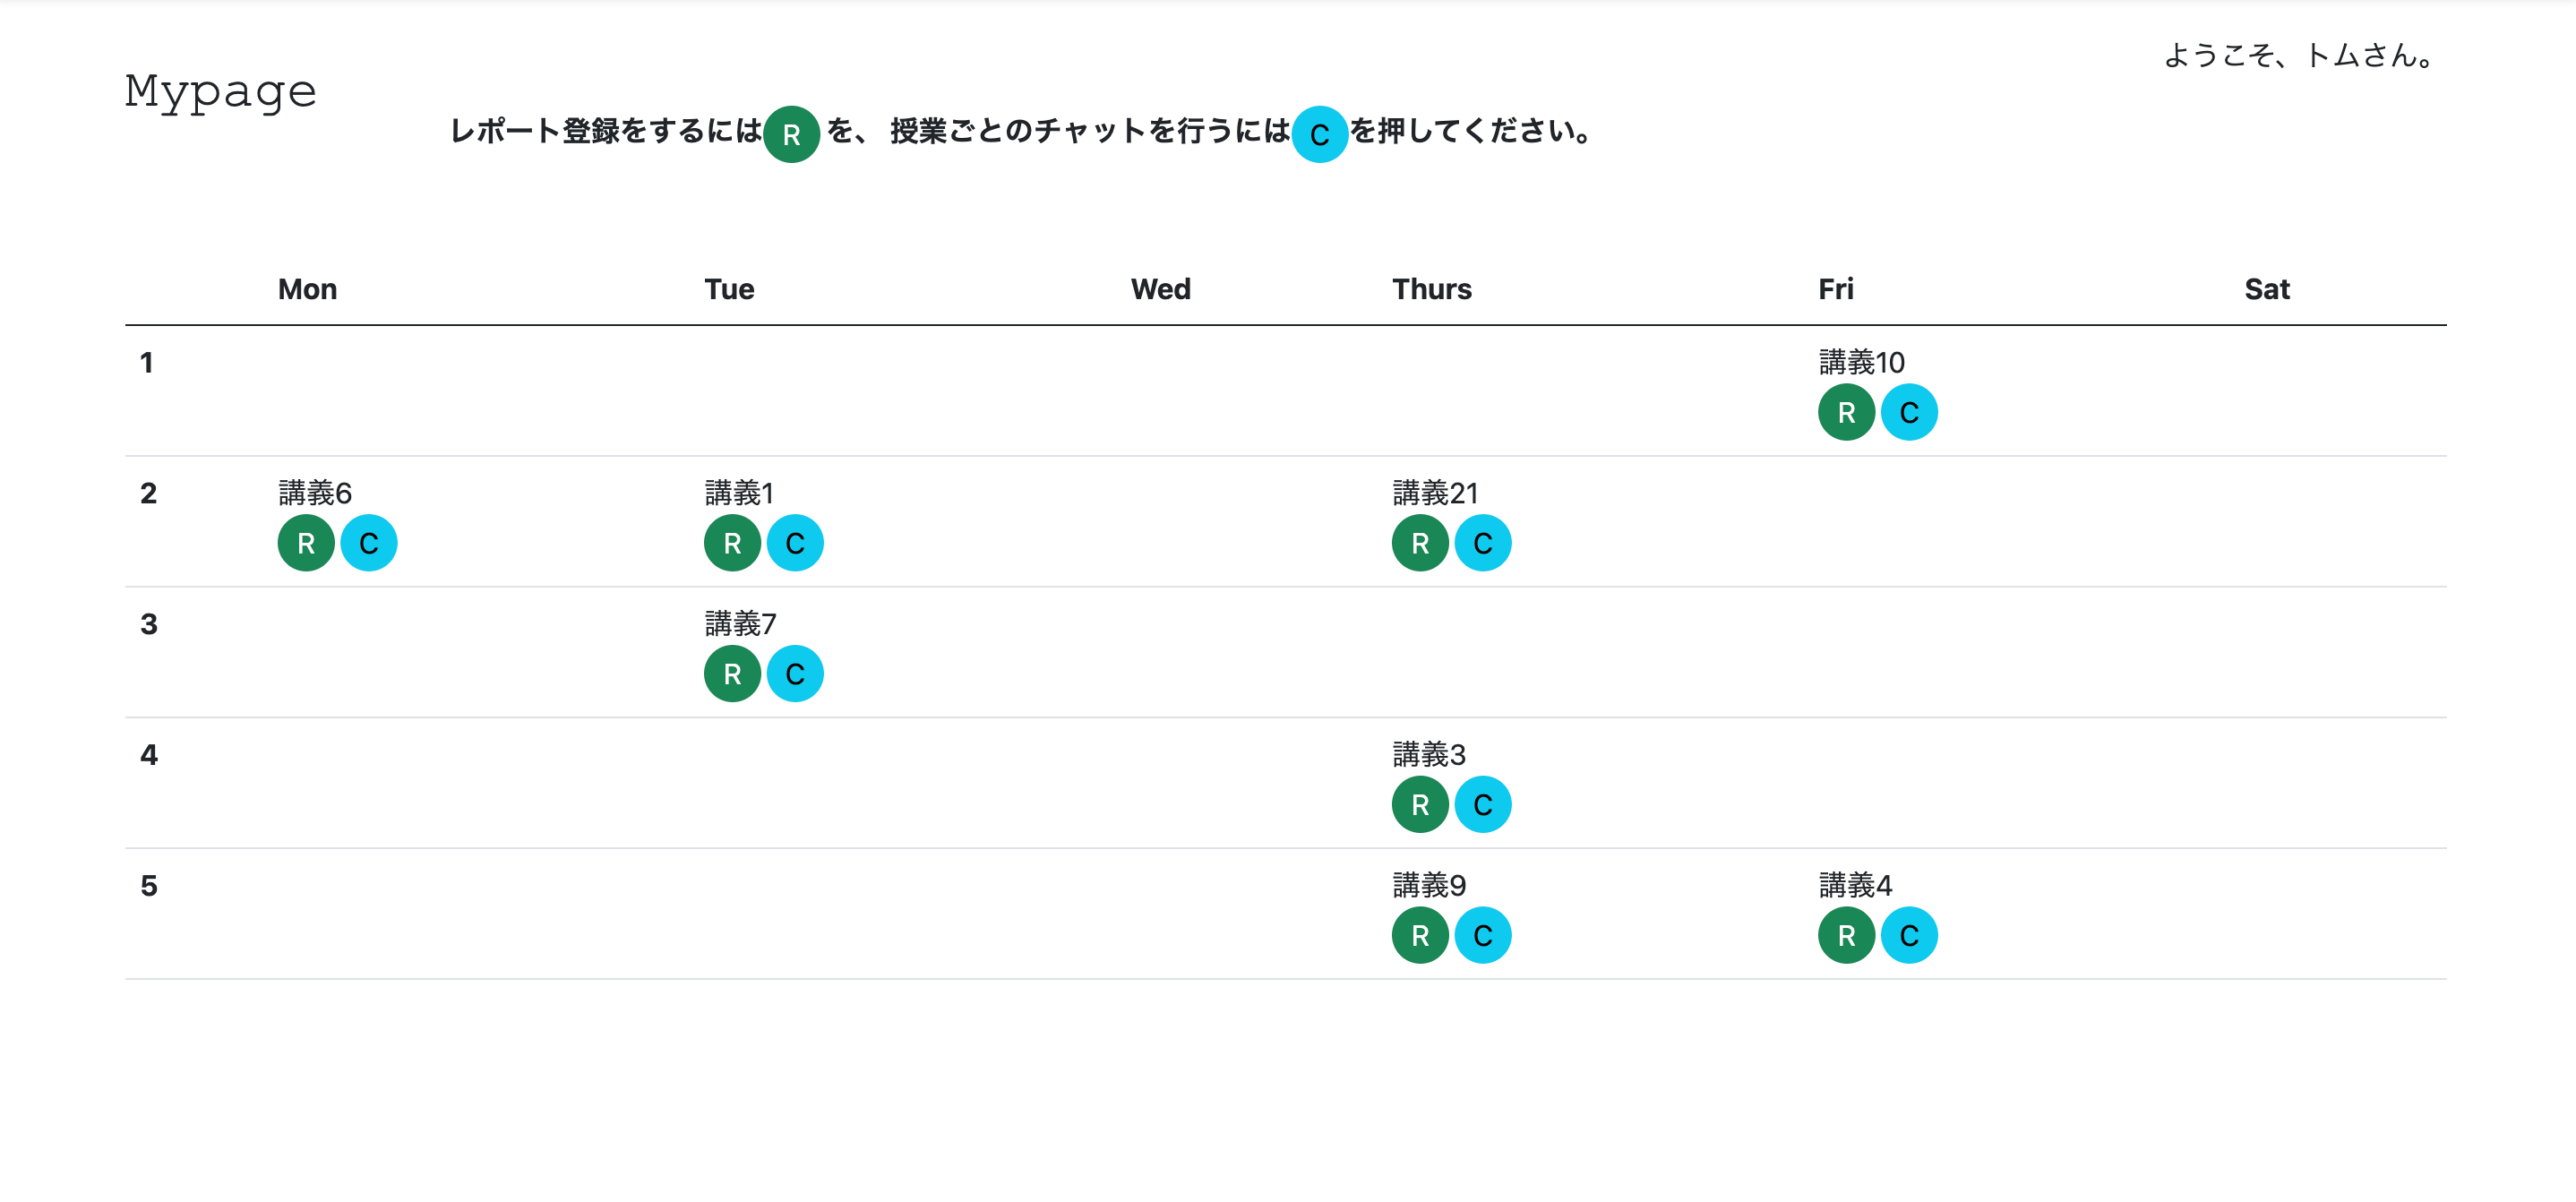 ようこそ、トムさん。
Mypage
レポート登録をするにはR を、 授業ごとのチャットを行うにはCを押してください。
Mon Tue Wed Thurs Fri Sat
1 講義10
R C
2 講義6 講義1 講義21
R C R C R C
3 講義7
R C
4 講義3
R C
5 講義9 講義4
R C R C